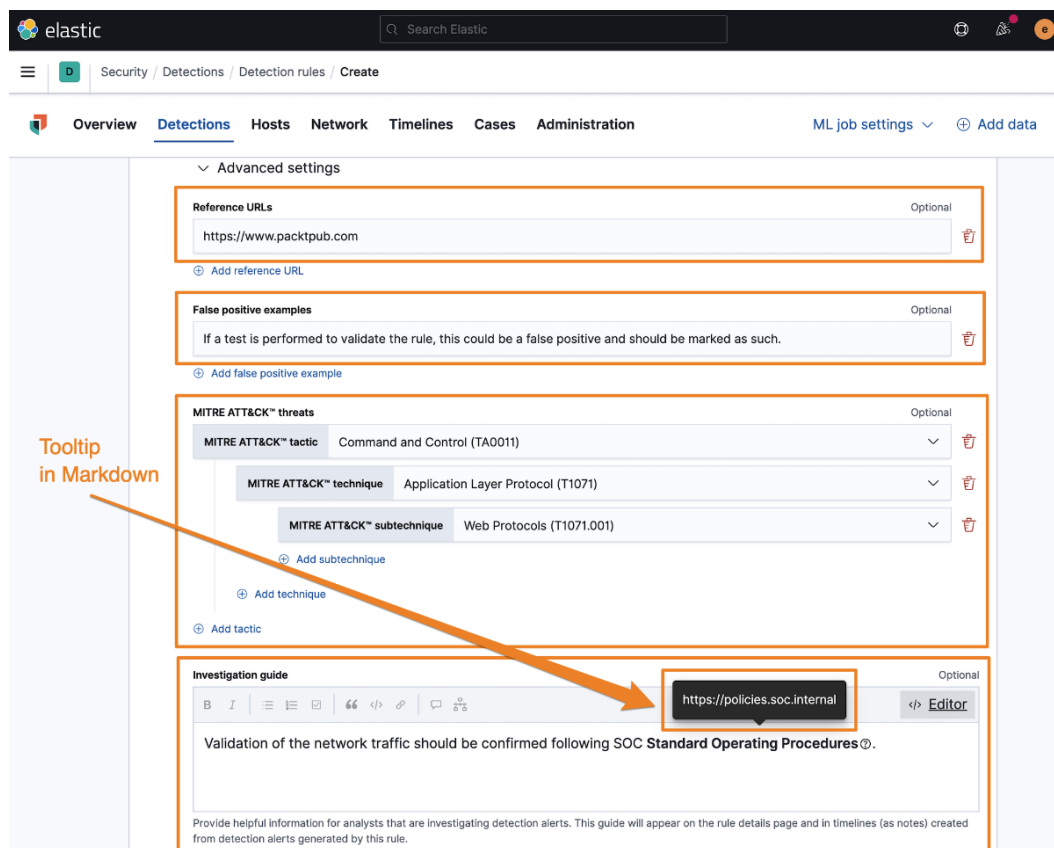 elastic
Search Elastic
e
D
Security / Detections / Detection rules / Create
Overview Detections Hosts Network Timelines Cases Administration ML job settings Add data
Advanced settings
Reference URLs Optional
https://www.packtpub.com
Add reference URL
False positive examples Optional
If a test is performed to validate the rule, this could be a false positive and should be marked as such.
Add false positive example
MITRE ATT&CK™ threats Optional
MITRE ATT&CK™ tactic Command and Control (TA0011)
Tooltip
in Markdown
MITRE ATT&CK™ technique Application Layer Protocol (T1071)
MITRE ATT&CK™ subtechnique Web Protocols (T1071.001)
Add subtechnique
Add technique
Add tactic
Investigation guide Optional
https://policies.soc.internal
B I </> Editor
Validation of the network traffic should be confirmed following SOC Standard Operating Procedures.
Provide helpful information for analysts that are investigating detection alerts. This guide will appear on the rule details page and in timelines (as notes) created
from detection alerts generated by this rule.